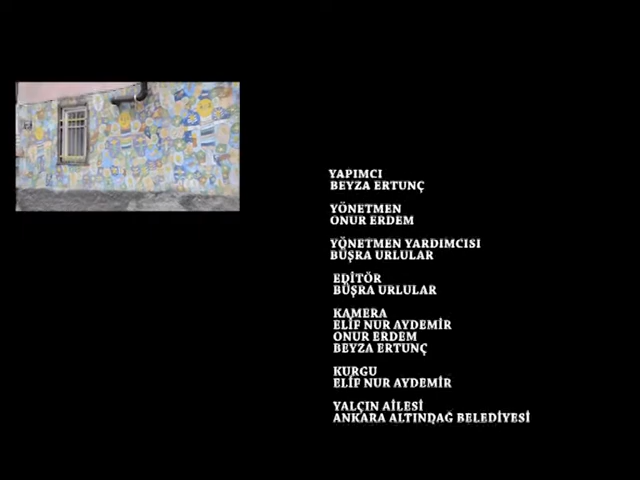 YAPIMCI
BEYZA ERTUNÇ
YÖNETMEN
ONUR ERDEM
YÖNETMEN YARDIMCISI
BÜŞRA URLULAR
EDİTÖR
BÜŞRA URLULAR
KAMERA
ELİF NUR AYDEMİR
ONUR ERDEM
BEYZA ERTUNÇ
KURGU
ELİF NUR AYDEMİR
YALÇIN AİLESİ
ANKARA ALTINDAĞ BELEDİYESİ